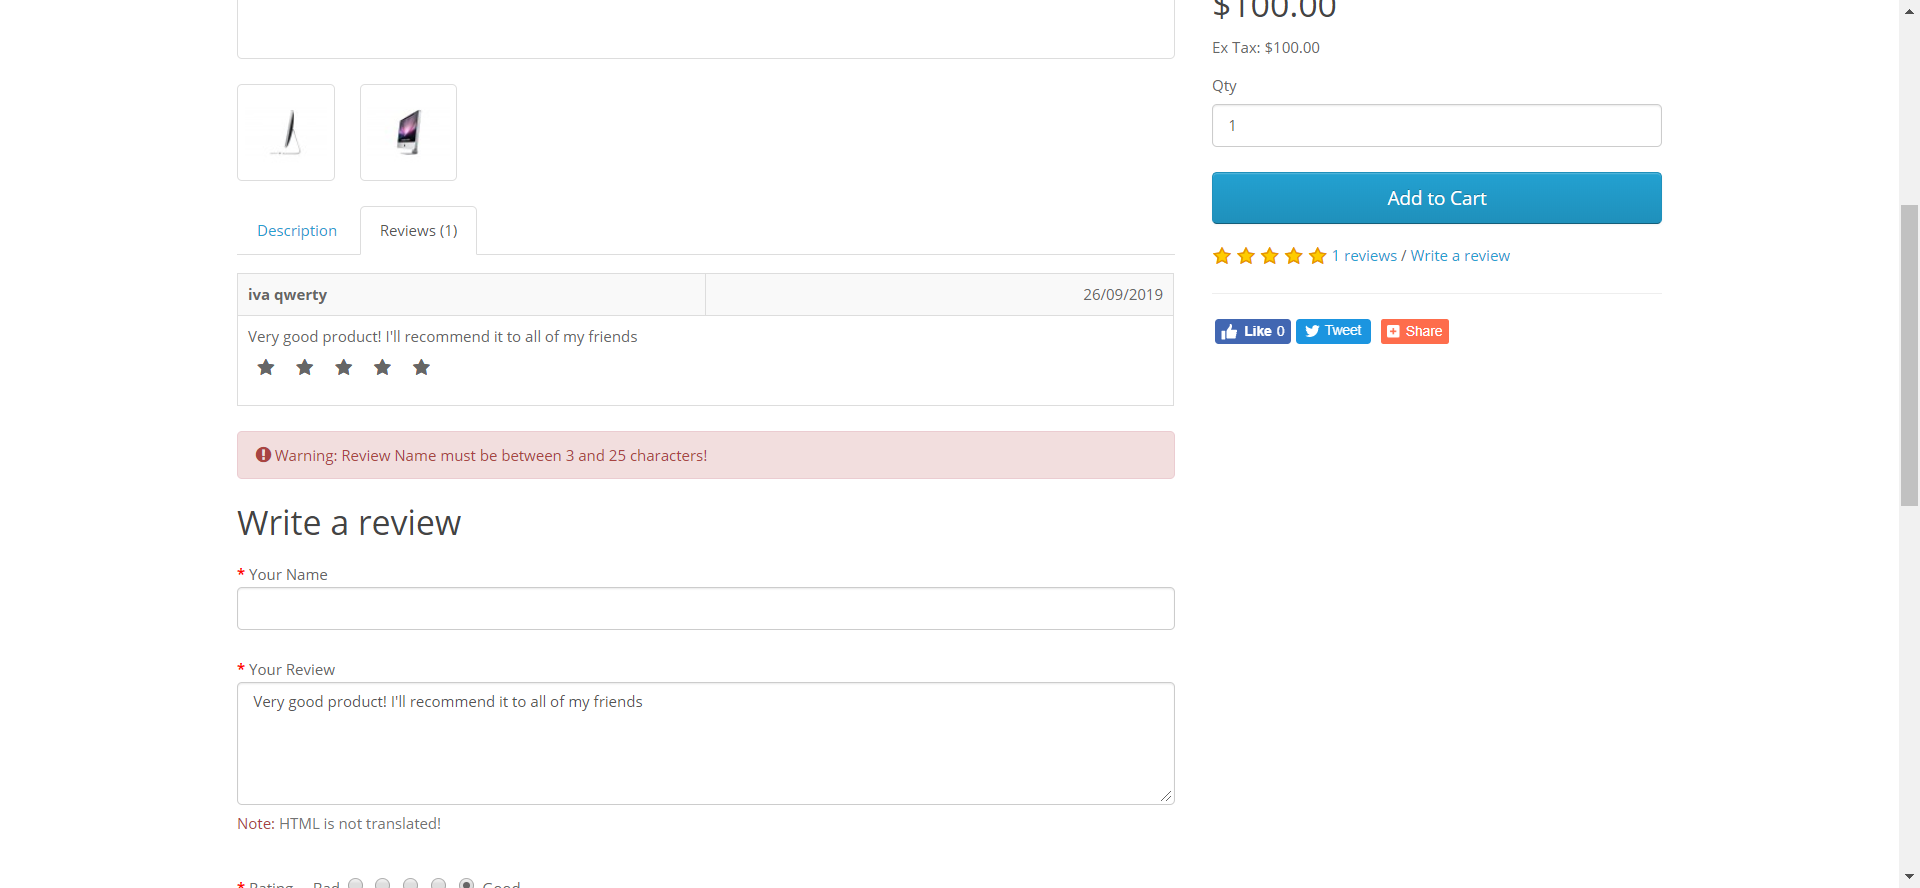 $100.00
Ex Tax: $100.00
Qty
1
Add to Cart
1 reviews / Write a review
Like 0
Tweet
Share
Description
Reviews (1)
iva qwerty
26/09/2019
Very good product! I'll recommend it to all of my friends
Warning: Review Name must be between 3 and 25 characters!
Write a review
* Your Name
* Your Review
Very good product! I'll recommend it to all of my friends
Note: HTML is not translated!
* Rating Bad Good